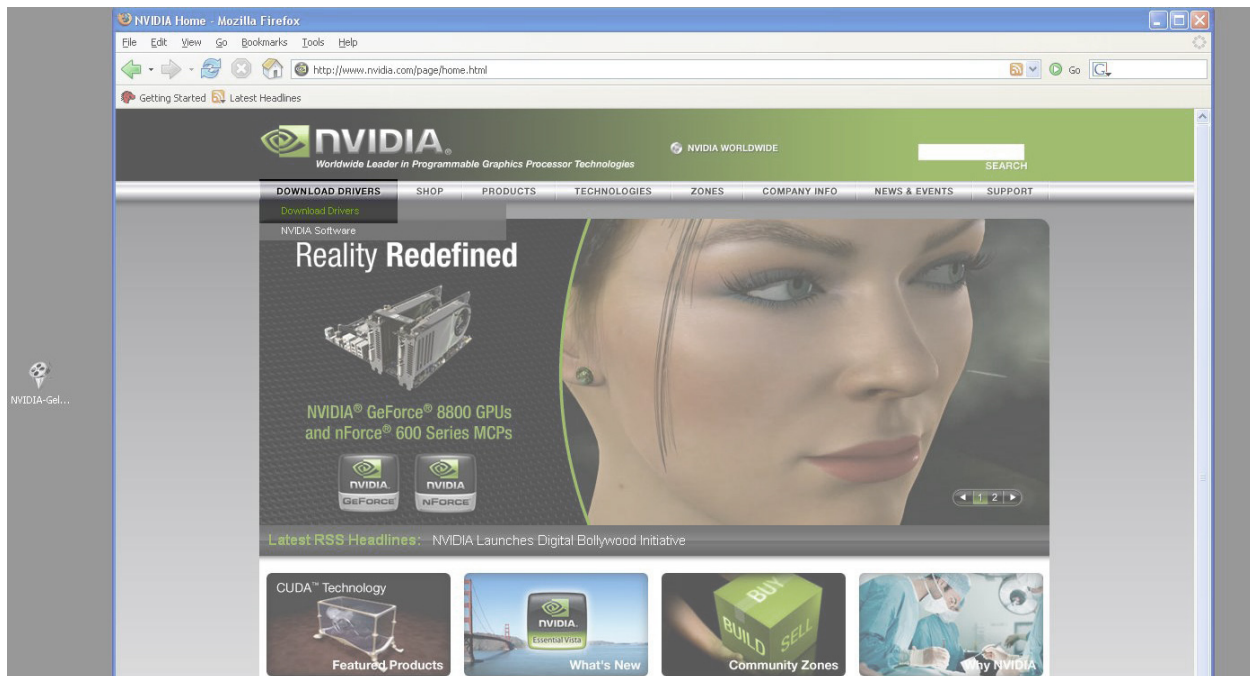 NVIDIA Home - Mozilla Firefox
File Edit View Go Bookmarks Tools Help
http://www.nvidia.com/page/home.html Go
Getting Started Latest Headlines
NVIDIA®
Worldwide Leader in Programmable Graphics Processor Technologies
NVIDIA WORLDWIDE
SEARCH
DOWNLOAD DRIVERS SHOP PRODUCTS TECHNOLOGIES ZONES COMPANY INFO NEWS & EVENTS SUPPORT
Download Drivers
NVIDIA Software
Reality Redefined
NVIDIA® GeForce® 8800 GPUs
and nForce® 600 Series MCPs
NVIDIA NVIDIA
GEFORCE NFORCE
1 2
NVIDIA-Gel...
Latest RSS Headlines: NVIDIA Launches Digital Bollywood Initiative
CUDA™ Technology
Featured Products
NVIDIA.
Essential Vista
What's New
BUY
BUILD SELL
Community Zones
Why NVIDIA